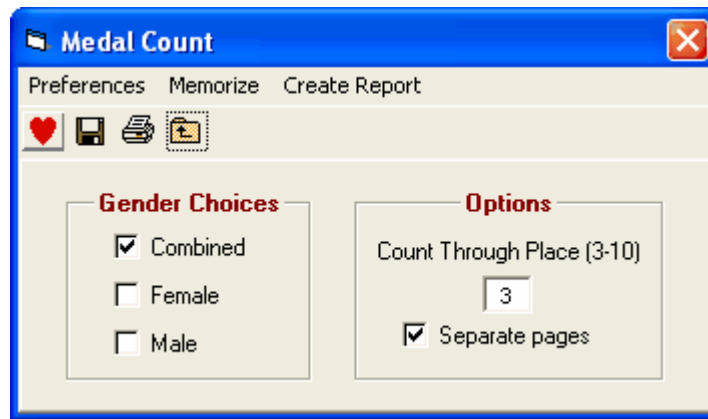 Medal Count
Preferences Memorize Create Report
Gender Choices
Combined
Female
Male
Options
Count Through Place (3-10)
3
Separate pages